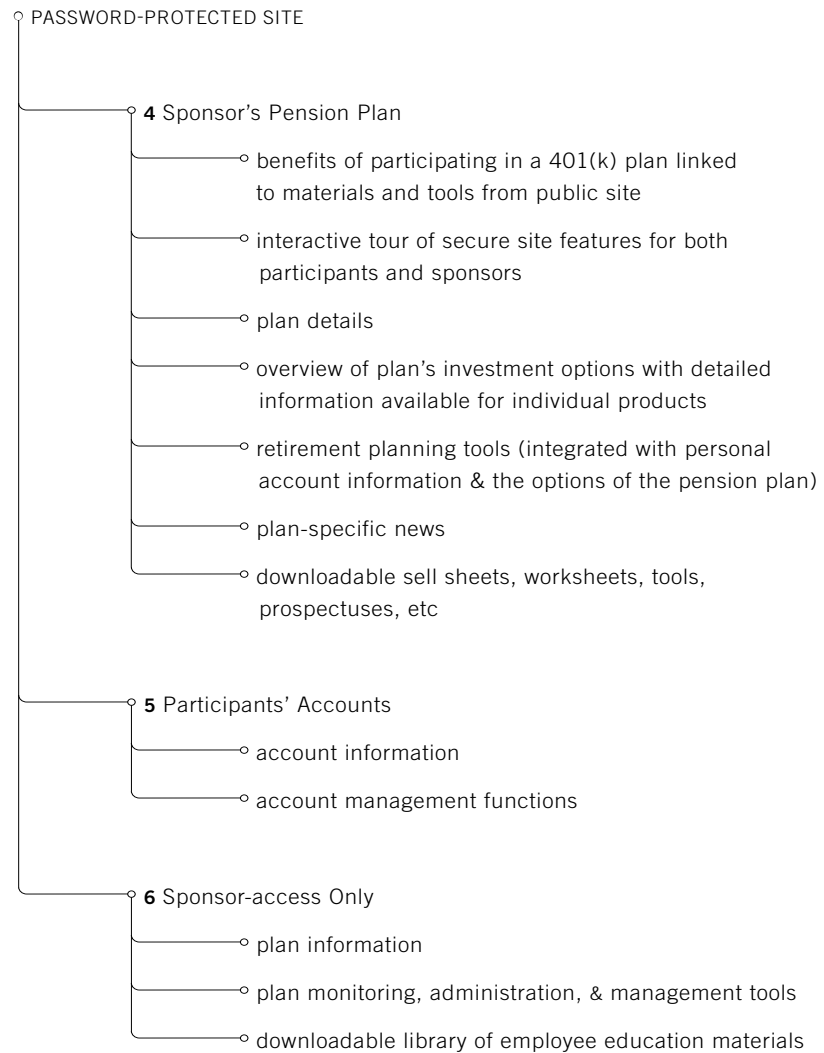 PASSWORD-PROTECTED SITE
4 Sponsor’s Pension Plan
benefits of participating in a 401(k) plan linked
to materials and tools from public site
interactive tour of secure site features for both
participants and sponsors
plan details
overview of plan’s investment options with detailed
information available for individual products
retirement planning tools (integrated with personal
account information & the options of the pension plan)
plan-specific news
downloadable sell sheets, worksheets, tools,
prospectuses, etc
5 Participants’ Accounts
account information
account management functions
6 Sponsor-access Only
plan information
plan monitoring, administration, & management tools
downloadable library of employee education materials